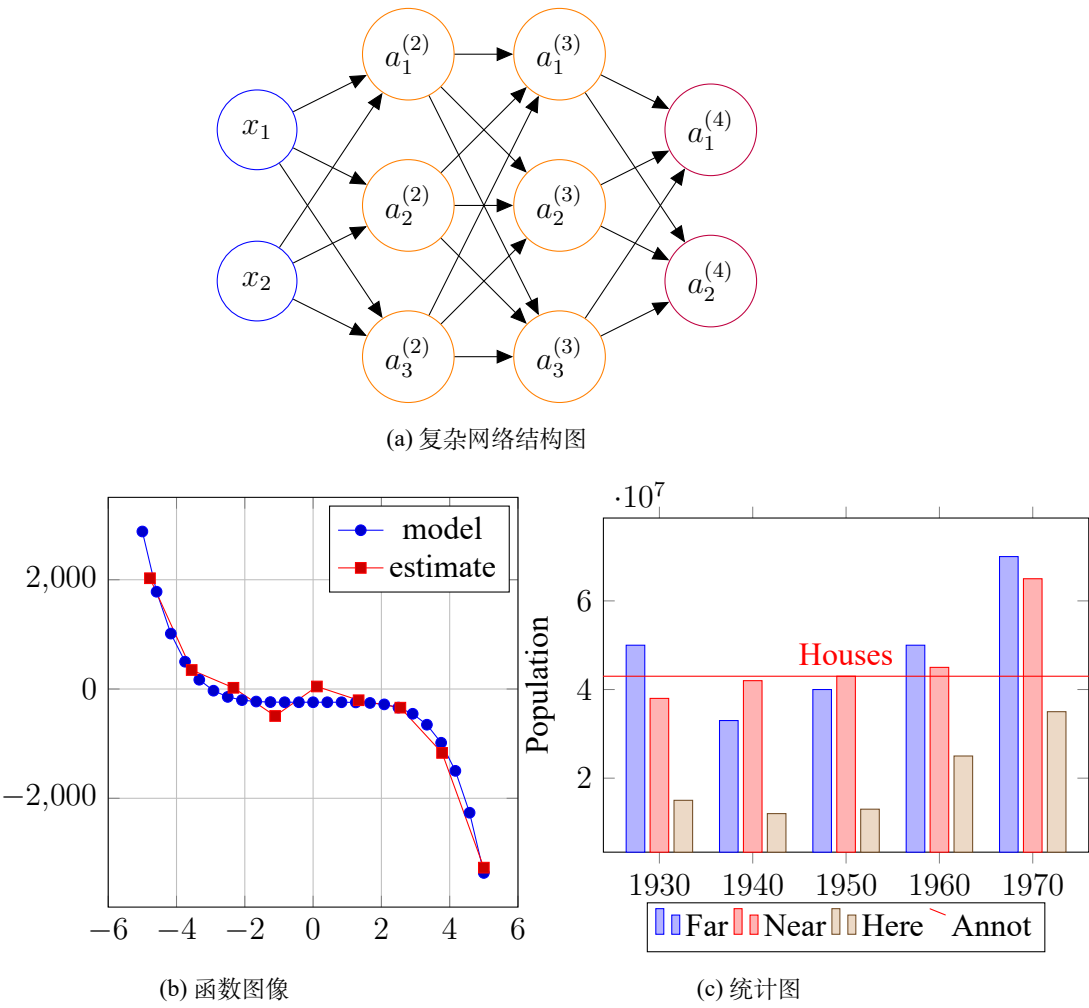 a_1^{(2)} a_1^{(3)}
x_1 a_1^{(4)}
a_2^{(2)} a_2^{(3)}
x_2 a_2^{(4)}
a_3^{(2)} a_3^{(3)}
(a) 复杂网络结构图
model
estimate
2,000
0
−2,000
−6 −4 −2 0 2 4 6
(b) 函数图像
·10^7
Population
6
4
2
Houses
1930 1940 1950 1960 1970
Far Near Here Annot
(c) 统计图